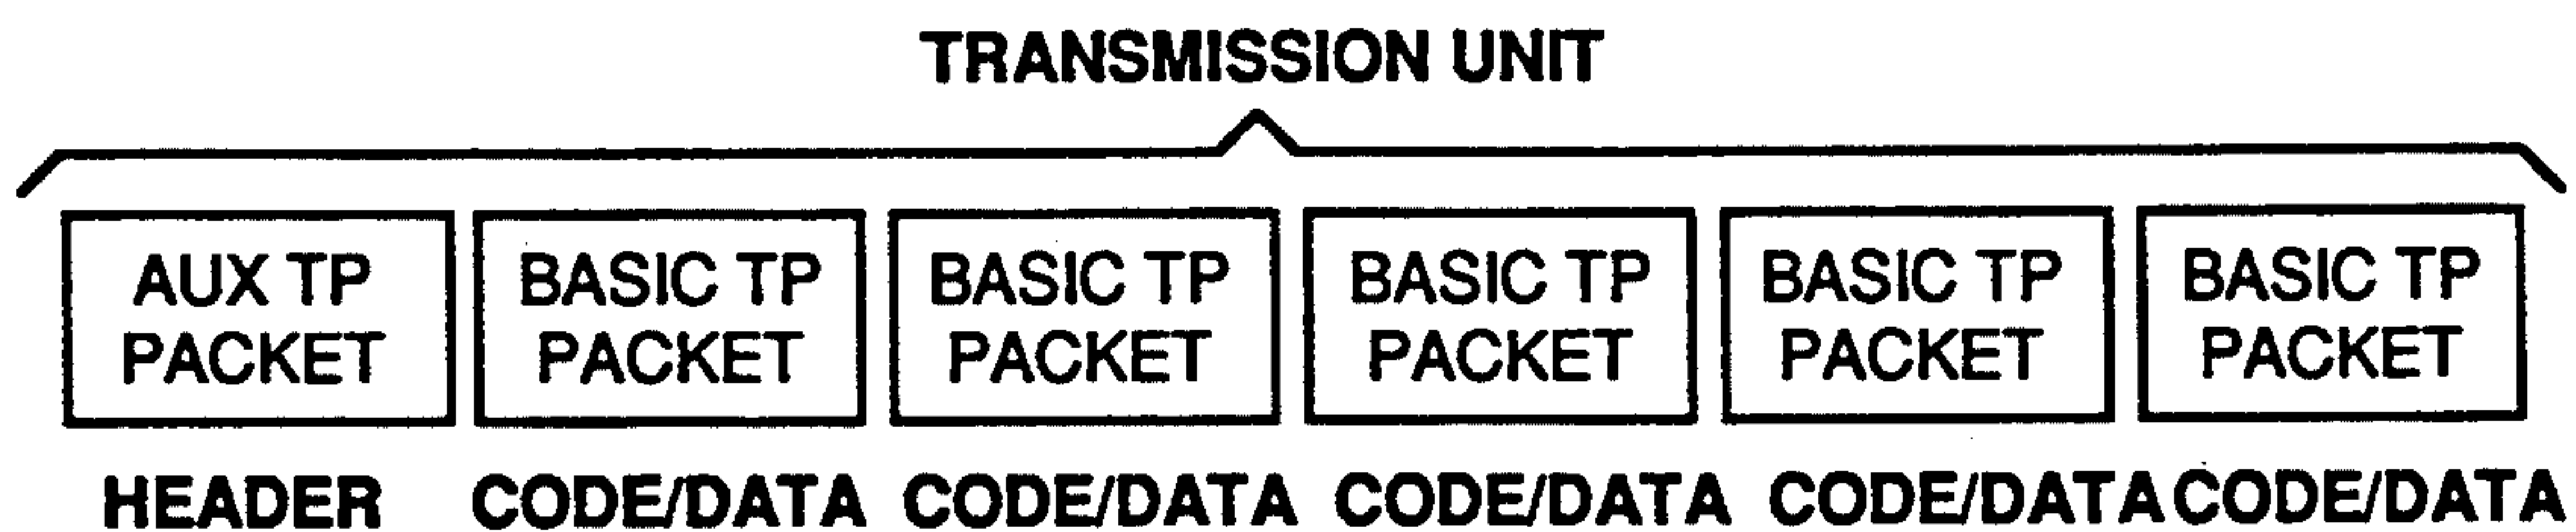 TRANSMISSION UNIT
AUX TP BASIC TP BASIC TP BASIC TP BASIC TP BASIC TP
PACKET PACKET PACKET PACKET PACKET PACKET
HEADER CODE/DATA CODE/DATA CODE/DATA CODE/DATA CODE/DATA